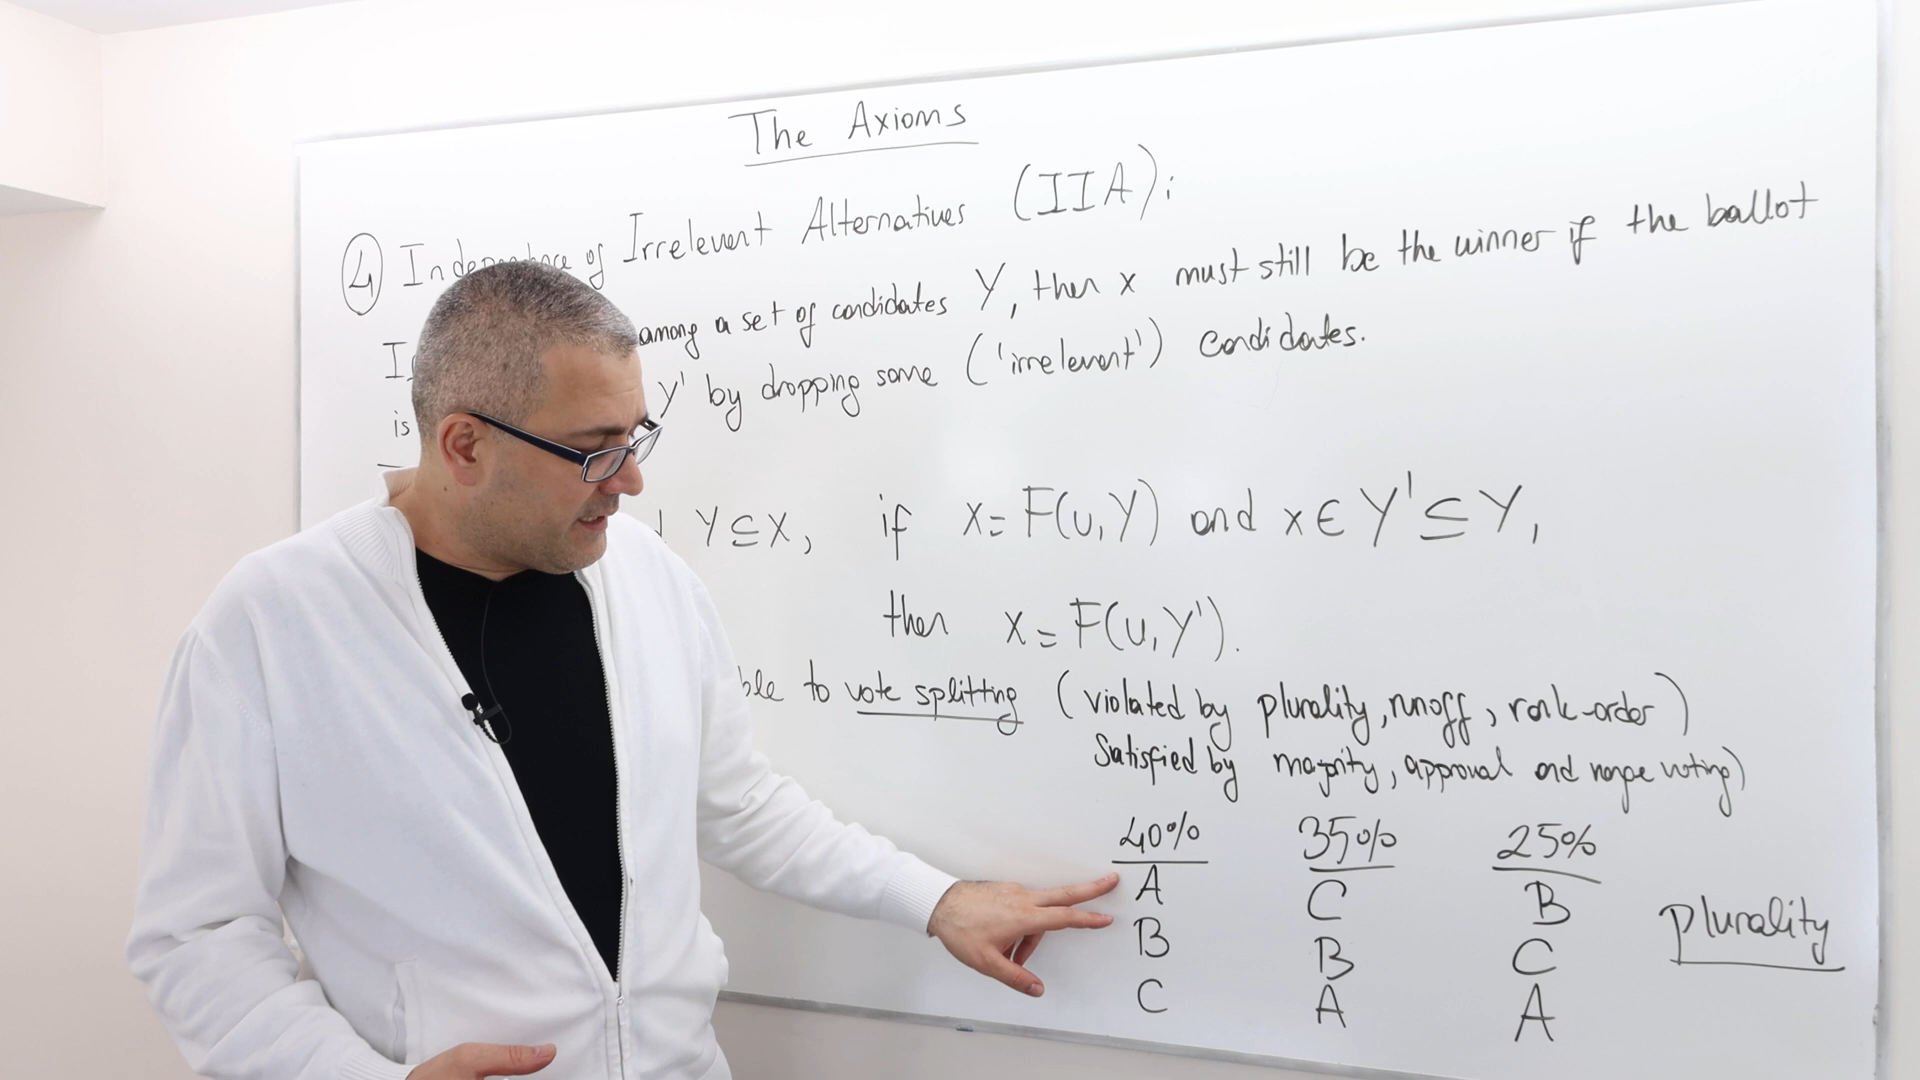 The Axioms
④ Independence of Irrelevent Alternatives (IIA):
among a set of candidates Y, then x must still be the winner if the ballot
is Y' by dropping some ('irrelevent') candidates.
Y ⊆ X, if x = F(u,Y) and x ∈ Y' ⊆ Y,
then x = F(u,Y').
to vote splitting (violated by plurality, runoff, rank-order)
Satisfied by majority, approval and range voting)
40% 35% 25%
A C B
B B C
C A A
Plurality